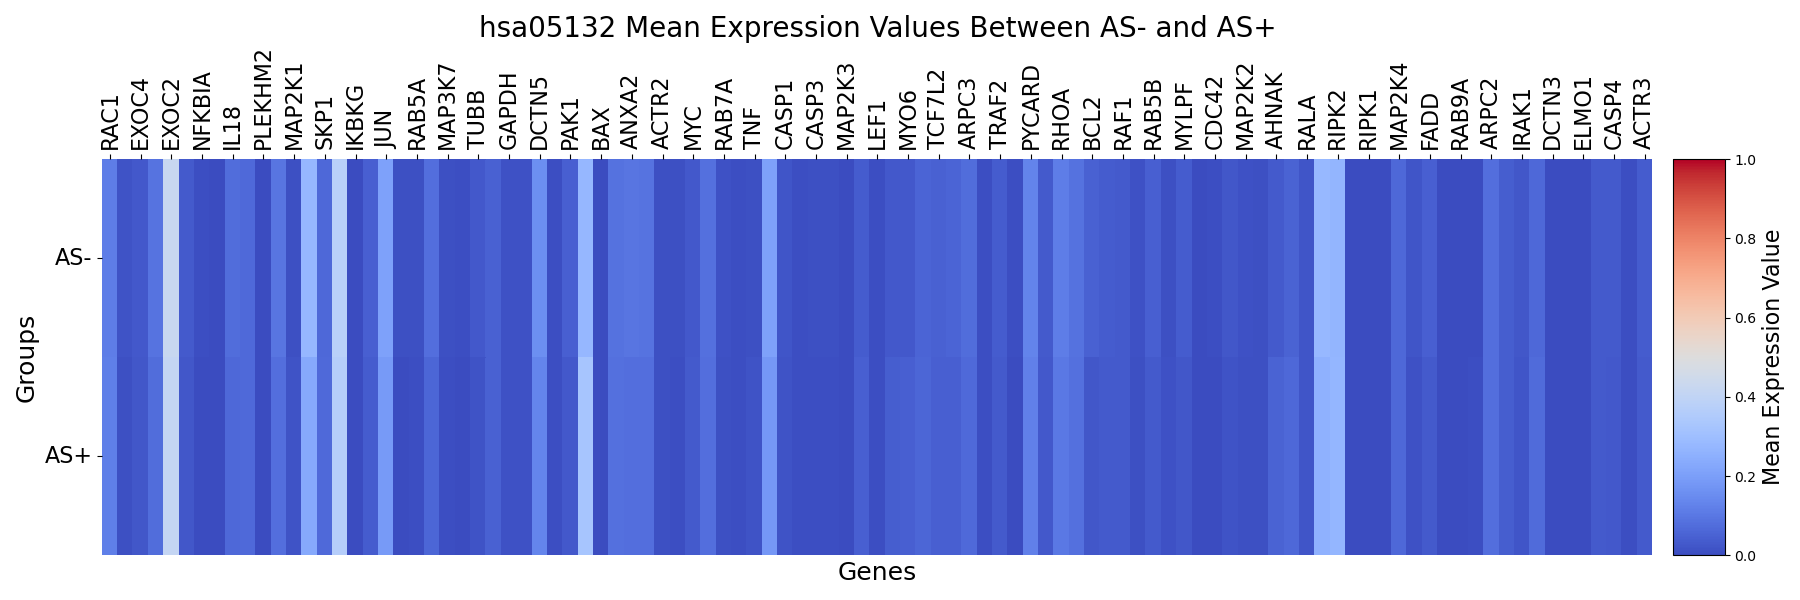 hsa05132 Mean Expression Values Between AS- and AS+
RAC1
EXOC4
EXOC2
NFKBIA
IL18
PLEKHM2
MAP2K1
SKP1
IKBKG
JUN
RAB5A
MAP3K7
TUBB
GAPDH
DCTN5
PAK1
BAX
ANXA2
ACTR2
MYC
RAB7A
TNF
CASP1
CASP3
MAP2K3
LEF1
MYO6
TCF7L2
ARPC3
TRAF2
PYCARD
RHOA
BCL2
RAF1
RAB5B
MYLPF
CDC42
MAP2K2
AHNAK
RALA
RIPK2
RIPK1
MAP2K4
FADD
RAB9A
ARPC2
IRAK1
DCTN3
ELMO1
CASP4
ACTR3
Groups
AS-
AS+
Genes
1.0
0.8
0.6
0.4
0.2
0.0
Mean Expression Value